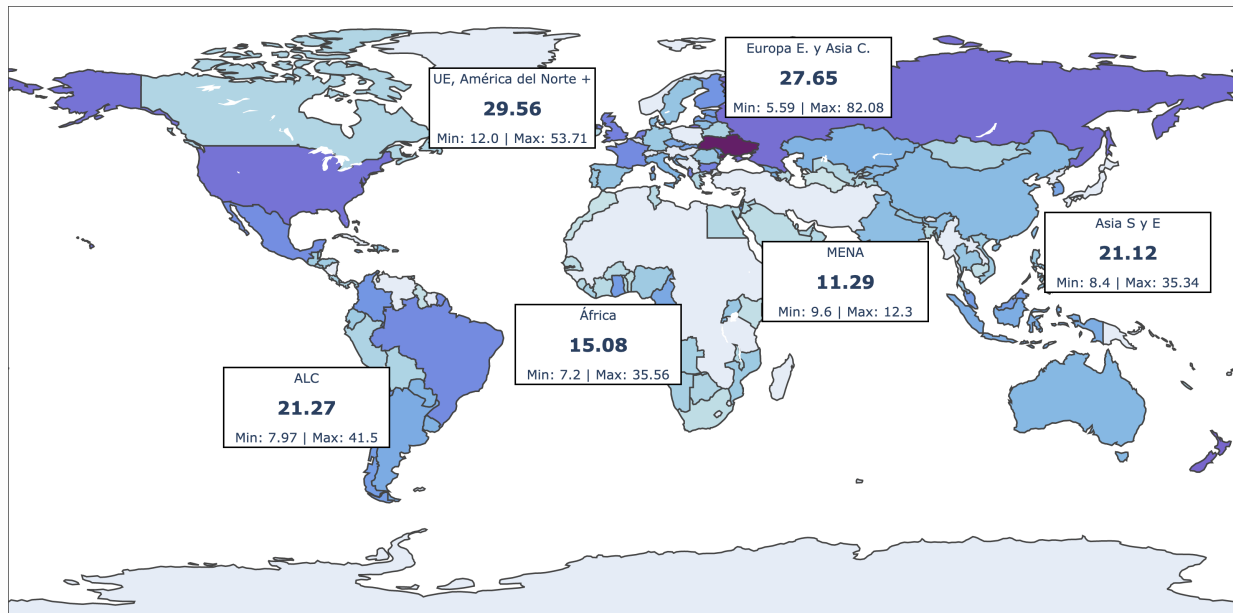 Europa E. y Asia C.
27.65
Min: 5.59 | Max: 82.08
UE, América del Norte +
29.56
Min: 12.0 | Max: 53.71
Asia S y E
21.12
Min: 8.4 | Max: 35.34
MENA
11.29
Min: 9.6 | Max: 12.3
África
15.08
Min: 7.2 | Max: 35.56
ALC
21.27
Min: 7.97 | Max: 41.5